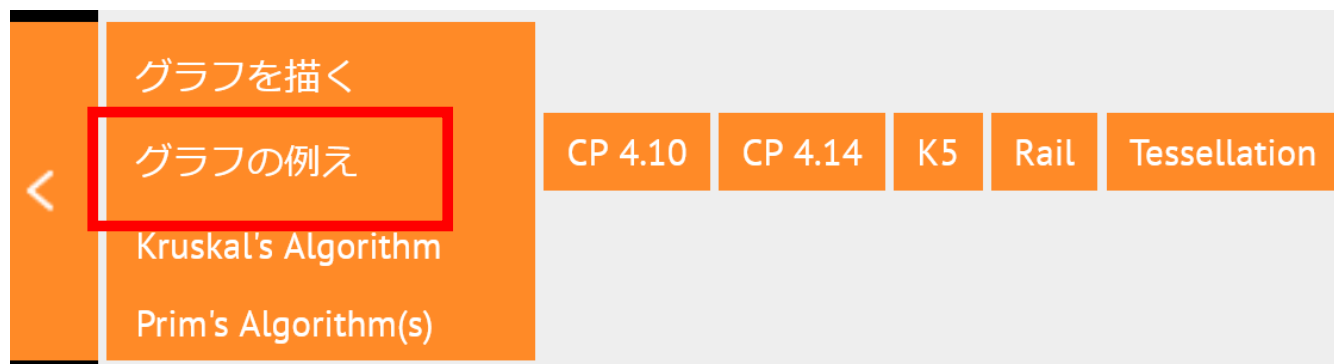 グラフを描く
グラフの例え
CP 4.10 CP 4.14 K5 Rail Tessellation
Kruskal's Algorithm
Prim's Algorithm(s)